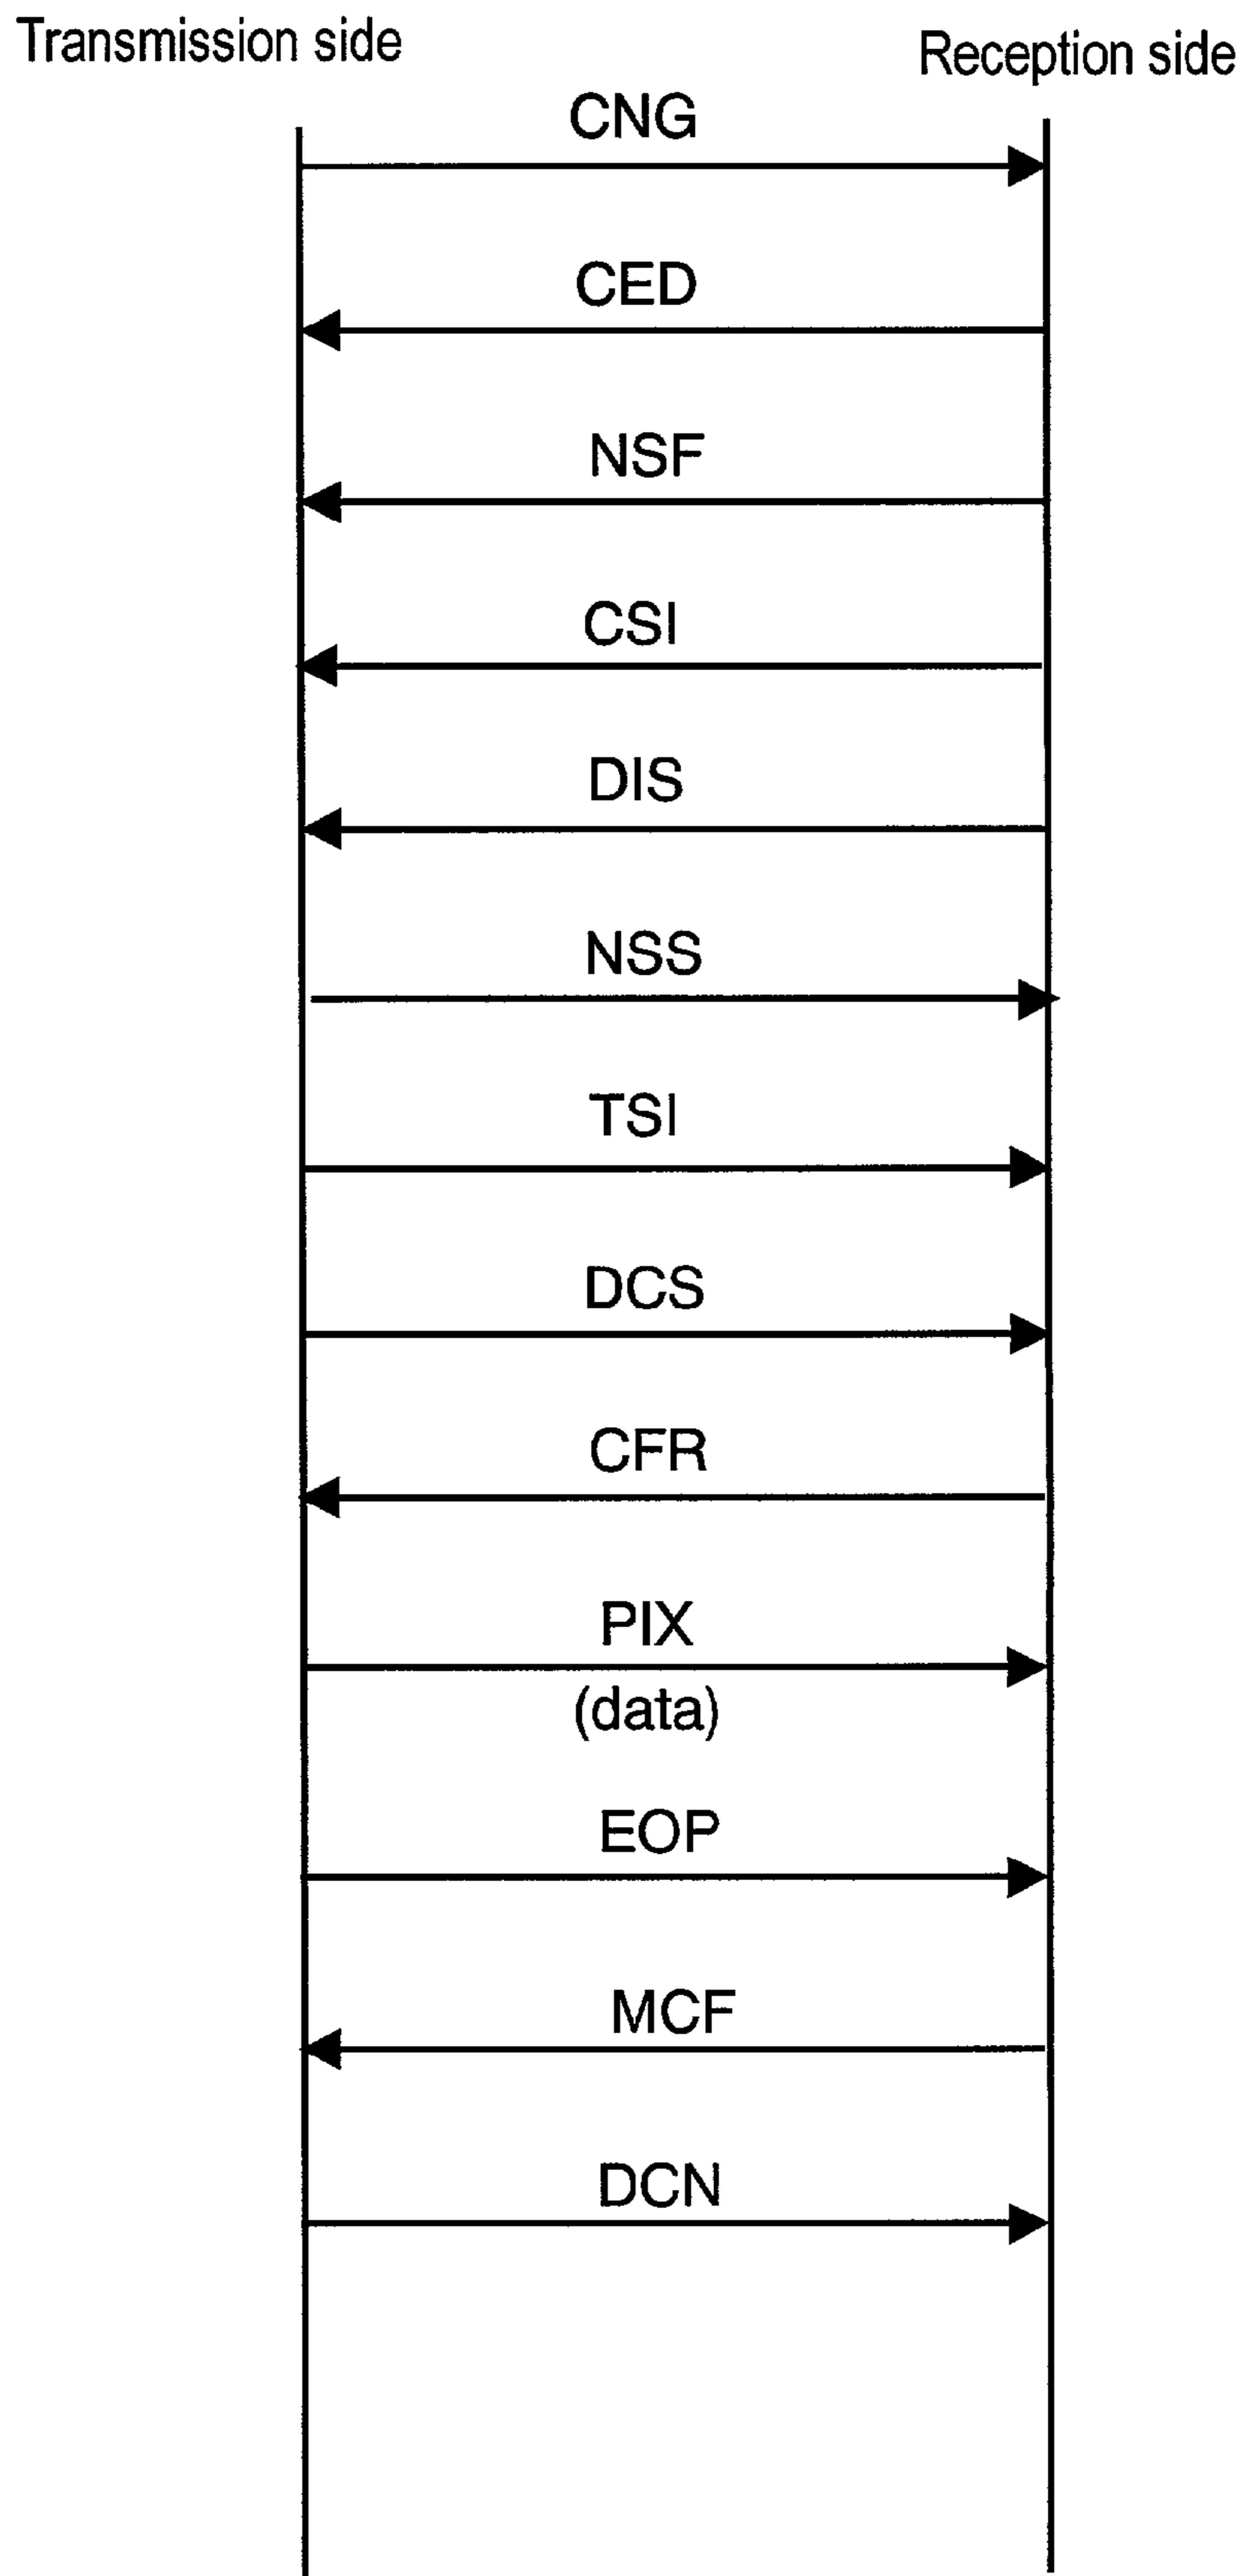 Transmission side
Reception side
CNG
CED
NSF
CSI
DIS
NSS
TSI
DCS
CFR
PIX
(data)
EOP
MCF
DCN